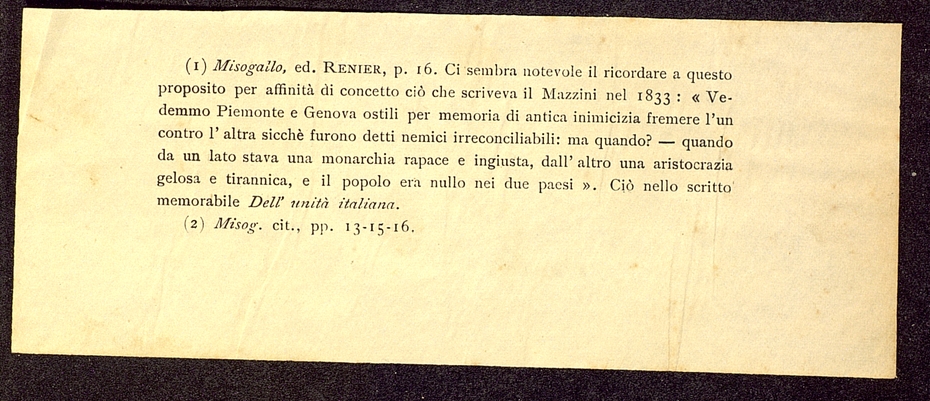 (1) Misogallo, ed. RENIER, p. 16. Ci sembra notevole il ricordare a questo
proposito per affinità di concetto ciò che scriveva il Mazzini nel 1833 : « Ve-
demmo Piemonte e Genova ostili per memoria di antica inimicizia fremere l'un
contro l' altra sicchè furono detti nemici irreconciliabili: ma quando? — quando
da un lato stava una monarchia rapace e ingiusta, dall' altro una aristocrazia
gelosa e tirannica, e il popolo era nullo nei due paesi ». Ciò nello scritto
memorabile Dell' unità italiana.
(2) Misog. cit., pp. 13-15-16.